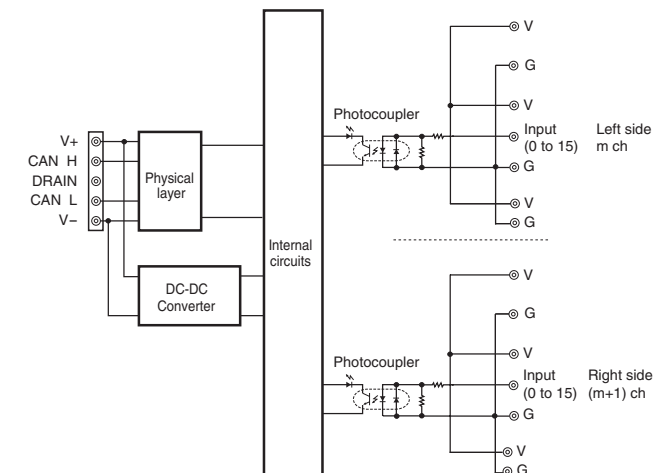 V+
CAN H
DRAIN
CAN L
V−
Physical
layer
DC-DC
Converter
Internal
circuits
Photocoupler
V
G
V
Input
(0 to 15)
G
V
G
Left side
m ch
Photocoupler
V
G
V
Input
(0 to 15)
G
V
G
Right side
(m+1) ch